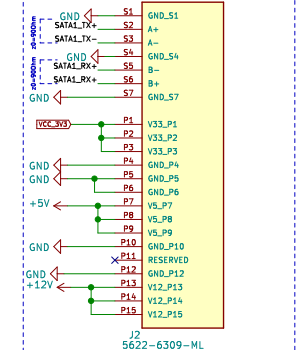 GND S1 GND_S1
SATA1_TX+ S2 A+
SATA1_TX- S3 A-
GND S4 GND_S4
SATA1_RX+ S5 B-
SATA1_RX+ S6 B+
GND S7 GND_S7
z0=90Ohm
z0=90Ohm
VCC_3V3 P1 V33_P1
P2 V33_P2
P3 V33_P3
GND P4 GND_P4
GND P5 GND_P5
P6 GND_P6
+5V P7 V5_P7
P8 V5_P8
P9 V5_P9
GND P10 GND_P10
P11 RESERVED
GND P12 GND_P12
+12V P13 V12_P13
P14 V12_P14
P15 V12_P15
J2
5622-6309-ML